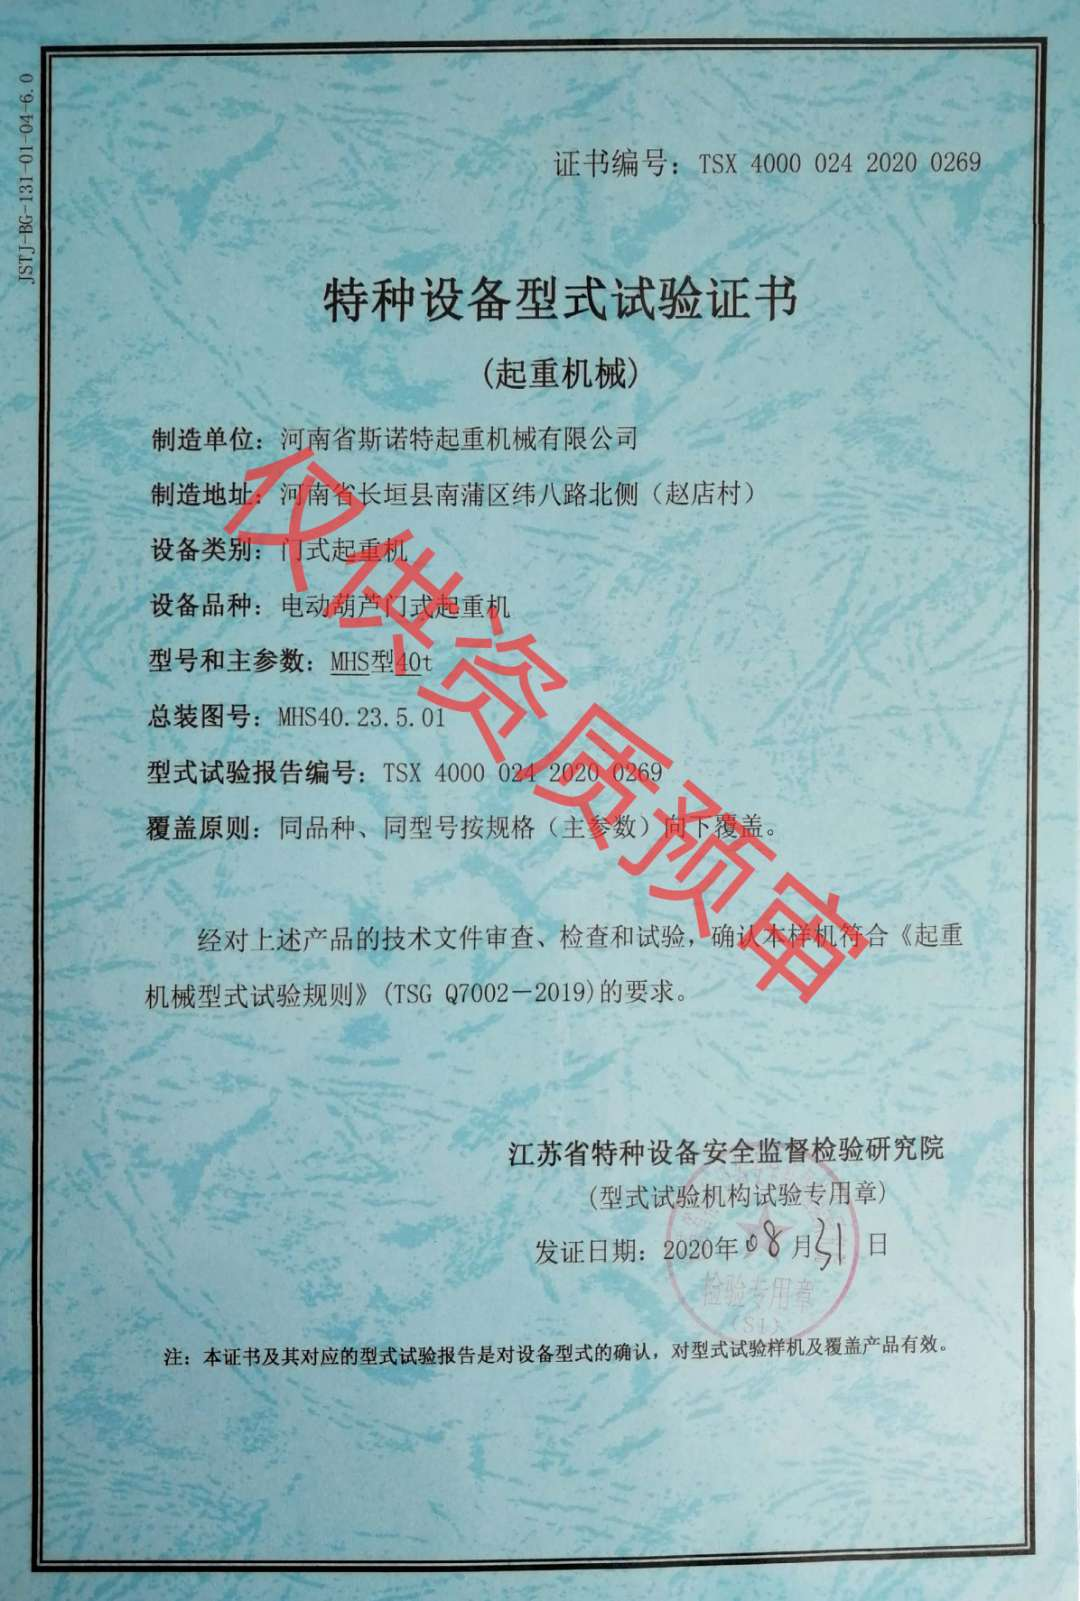 JSTJ-BG-131-01-04-6.0
证书编号：TSX 4000 024 2020 0269
特种设备型式试验证书
(起重机械)
制造单位：河南省斯诺特起重机械有限公司
制造地址：河南省长垣县南蒲区纬八路北侧（赵店村）
设备类别：门式起重机
设备品种：电动葫芦门式起重机
型号和主参数：MHS型40t
总装图号：MHS40.23.5.01
型式试验报告编号：TSX 4000 024 2020 0269
覆盖原则：同品种、同型号按规格（主参数）向下覆盖。
仅供资质预审
经对上述产品的技术文件审查、检查和试验，确认本样机符合《起重
机械型式试验规则》(TSG Q7002－2019)的要求。
江苏省特种设备安全监督检验研究院
(型式试验机构试验专用章)
发证日期：2020年08月31日
检验专用章
(S1)
注：本证书及其对应的型式试验报告是对设备型式的确认，对型式试验样机及覆盖产品有效。